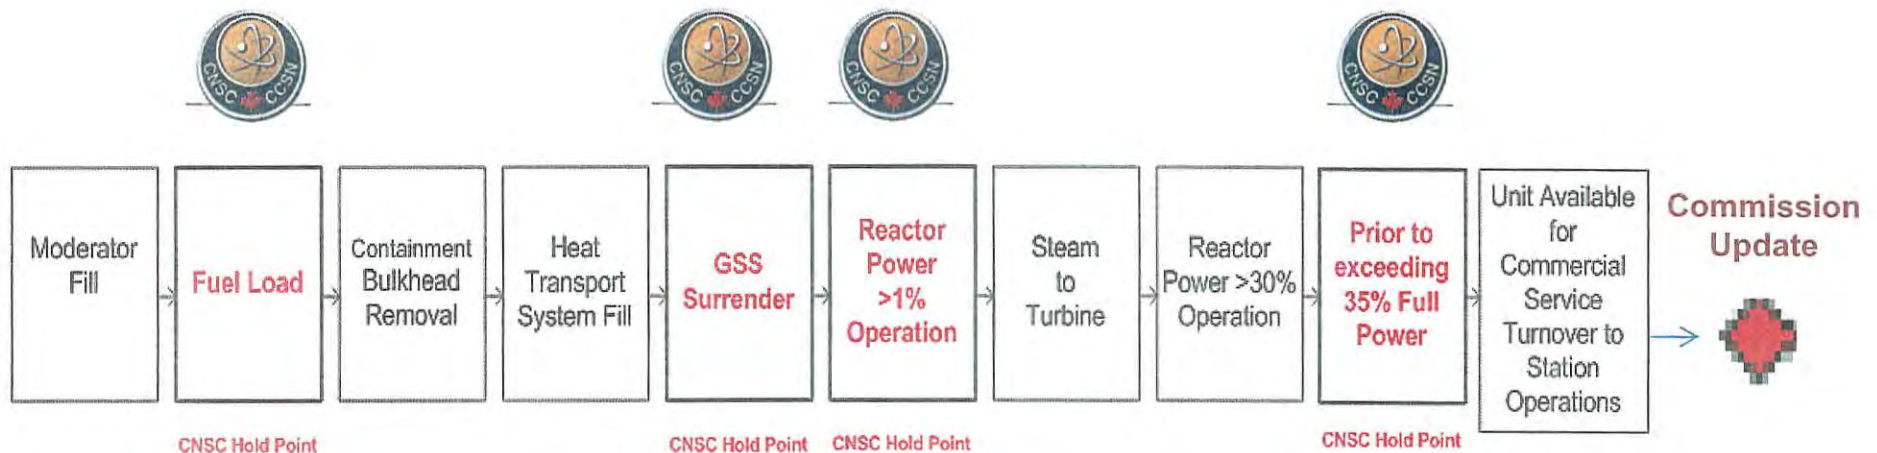 CNSC CCSN
CNSC CCSN
CNSC CCSN
CNSC CCSN
Moderator
Fill
Fuel Load
Containment
Bulkhead
Removal
Heat
Transport
System Fill
GSS
Surrender
Reactor
Power
>1%
Operation
Steam
to
Turbine
Reactor
Power >30%
Operation
Prior to
exceeding
35% Full
Power
Unit Available
for
Commercial
Service
Turnover to
Station
Operations
Commission
Update
CNSC Hold Point
CNSC Hold Point
CNSC Hold Point
CNSC Hold Point